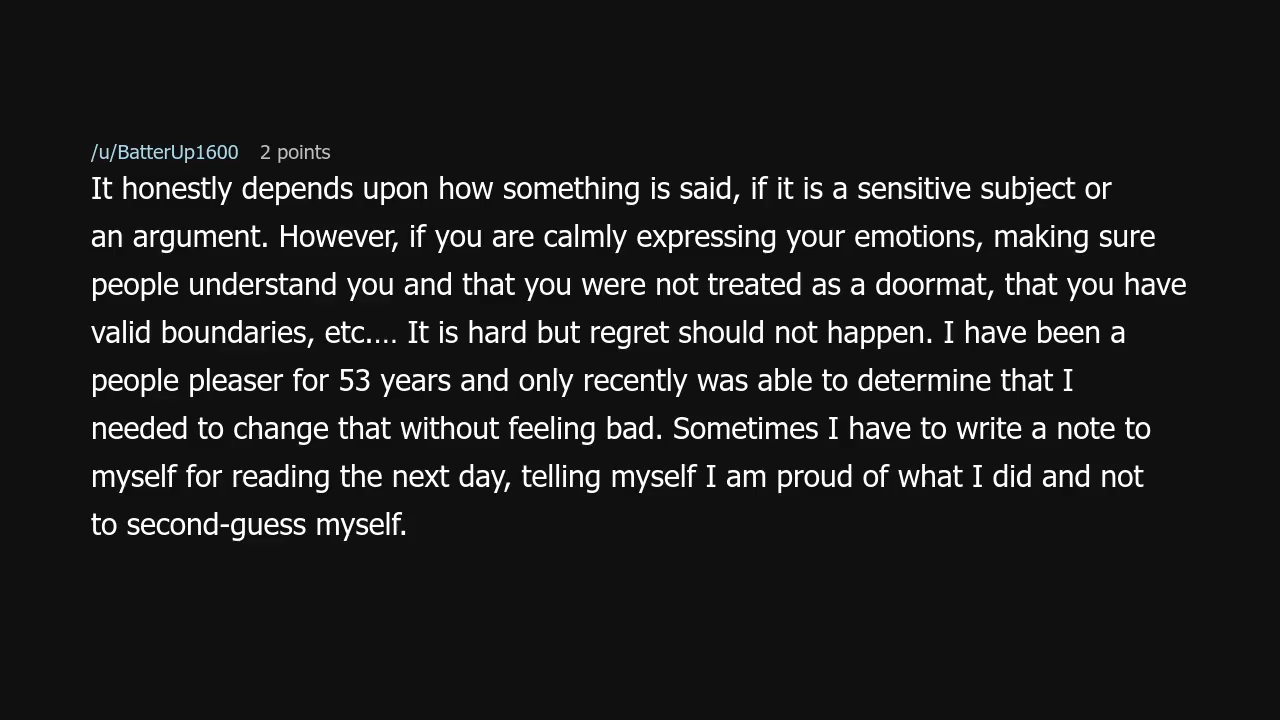 /u/BatterUp1600 2 points
It honestly depends upon how something is said, if it is a sensitive subject or
an argument. However, if you are calmly expressing your emotions, making sure
people understand you and that you were not treated as a doormat, that you have
valid boundaries, etc.... It is hard but regret should not happen. I have been a
people pleaser for 53 years and only recently was able to determine that I
needed to change that without feeling bad. Sometimes I have to write a note to
myself for reading the next day, telling myself I am proud of what I did and not
to second-guess myself.